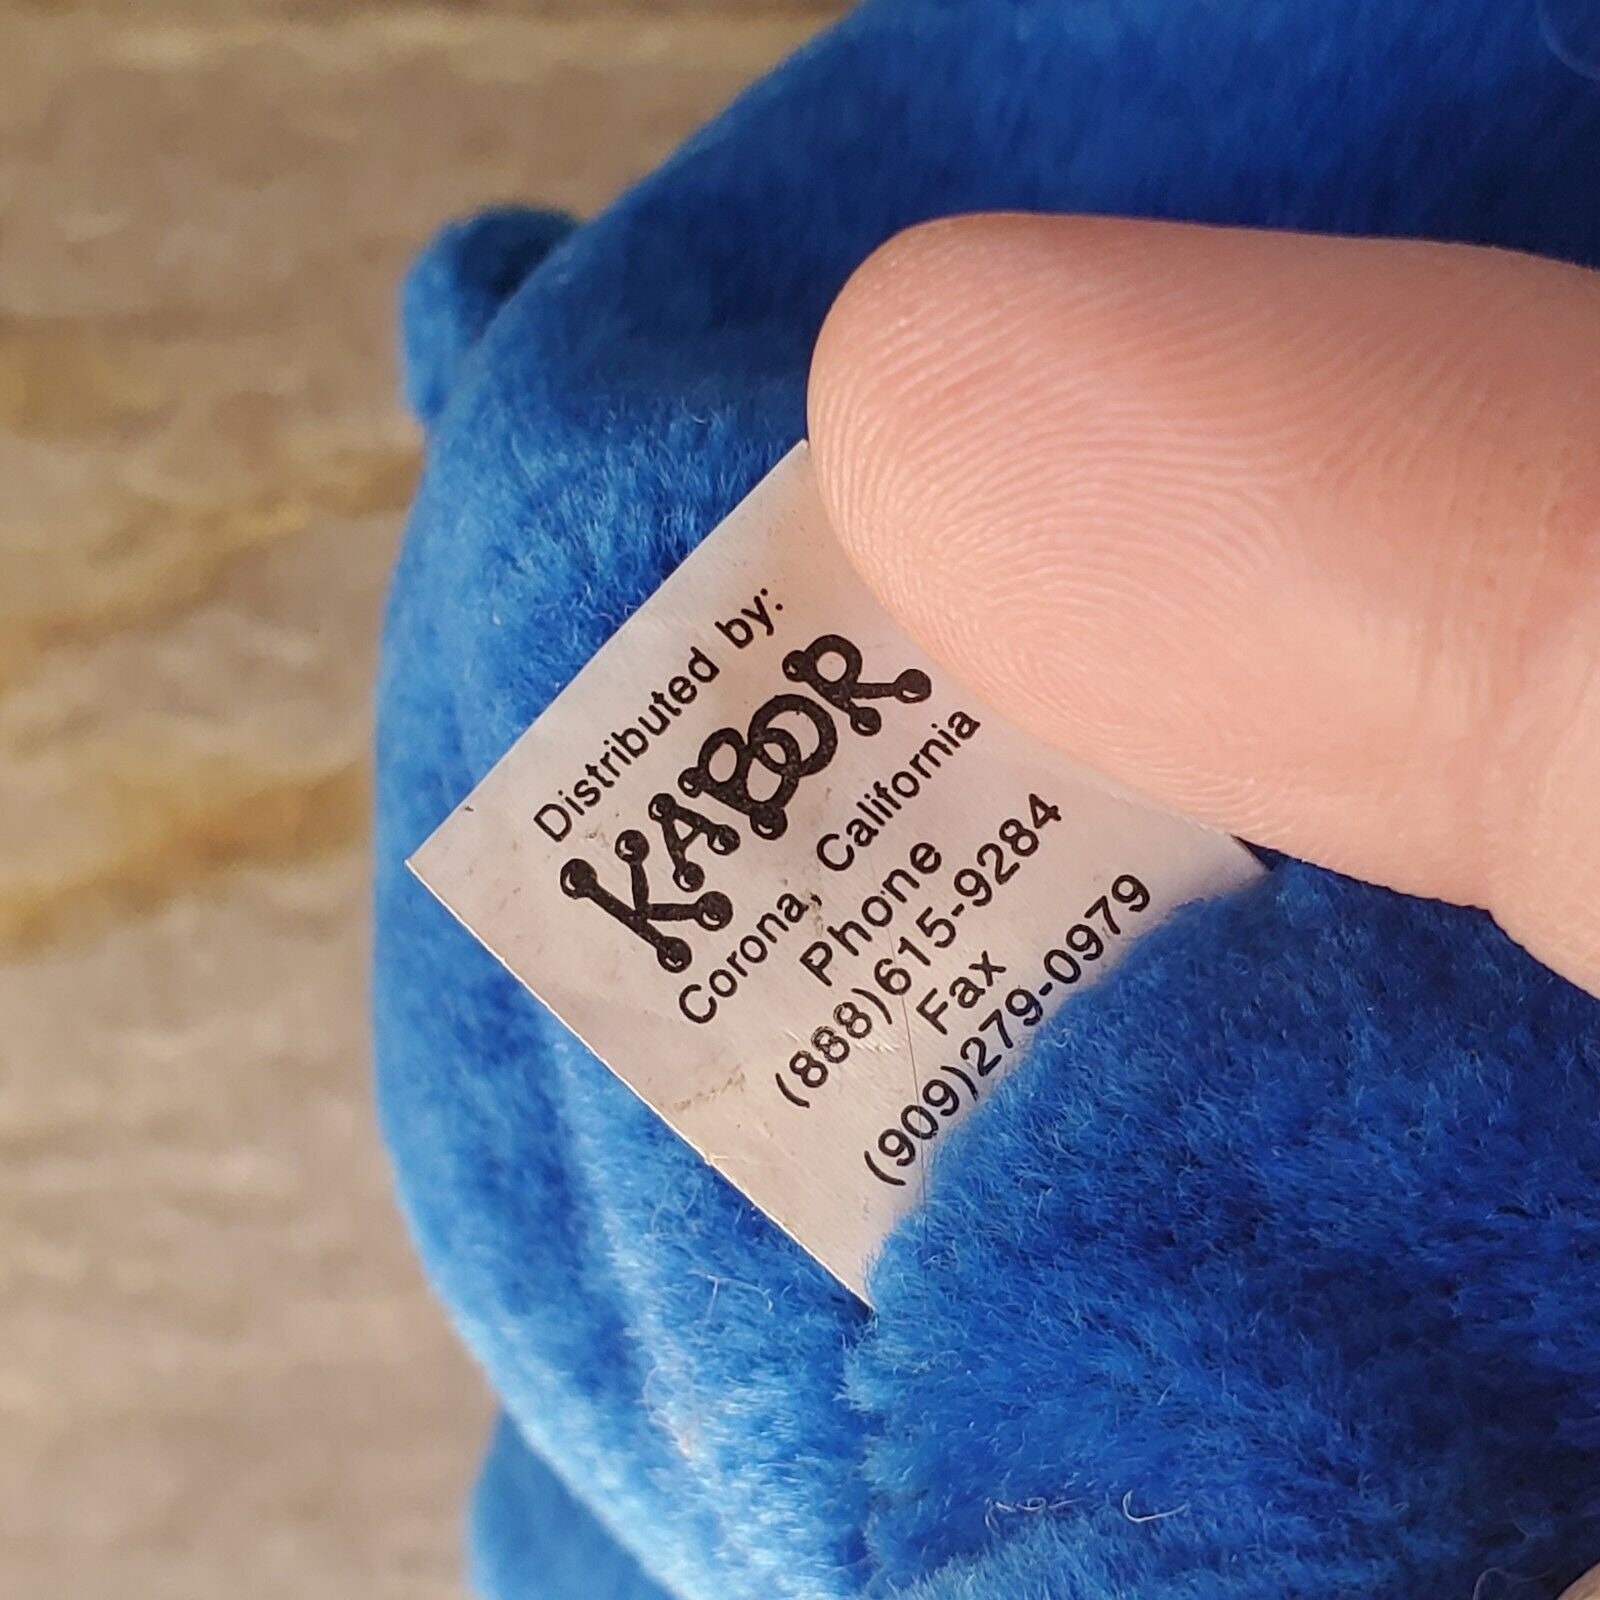 Distributed by:
KABOOR
Corona, California
Phone
(888)615-9284
Fax
(909)279-0979